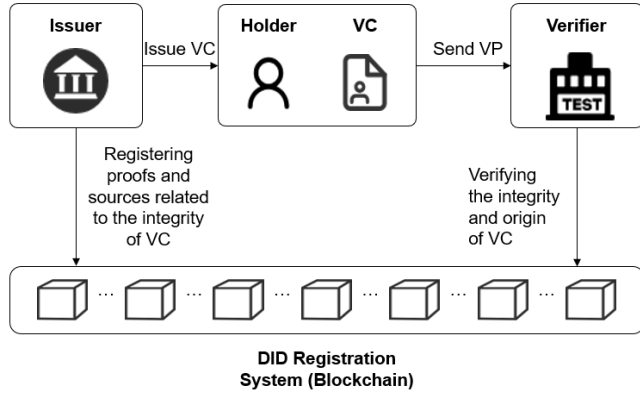 Issuer
Issue VC
Holder
VC
Send VP
Verifier
TEST
Registering
proofs and
sources related
to the integrity
of VC
Verifying
the integrity
and origin
of VC
... ... ... ... ... ...
DID Registration
System (Blockchain)